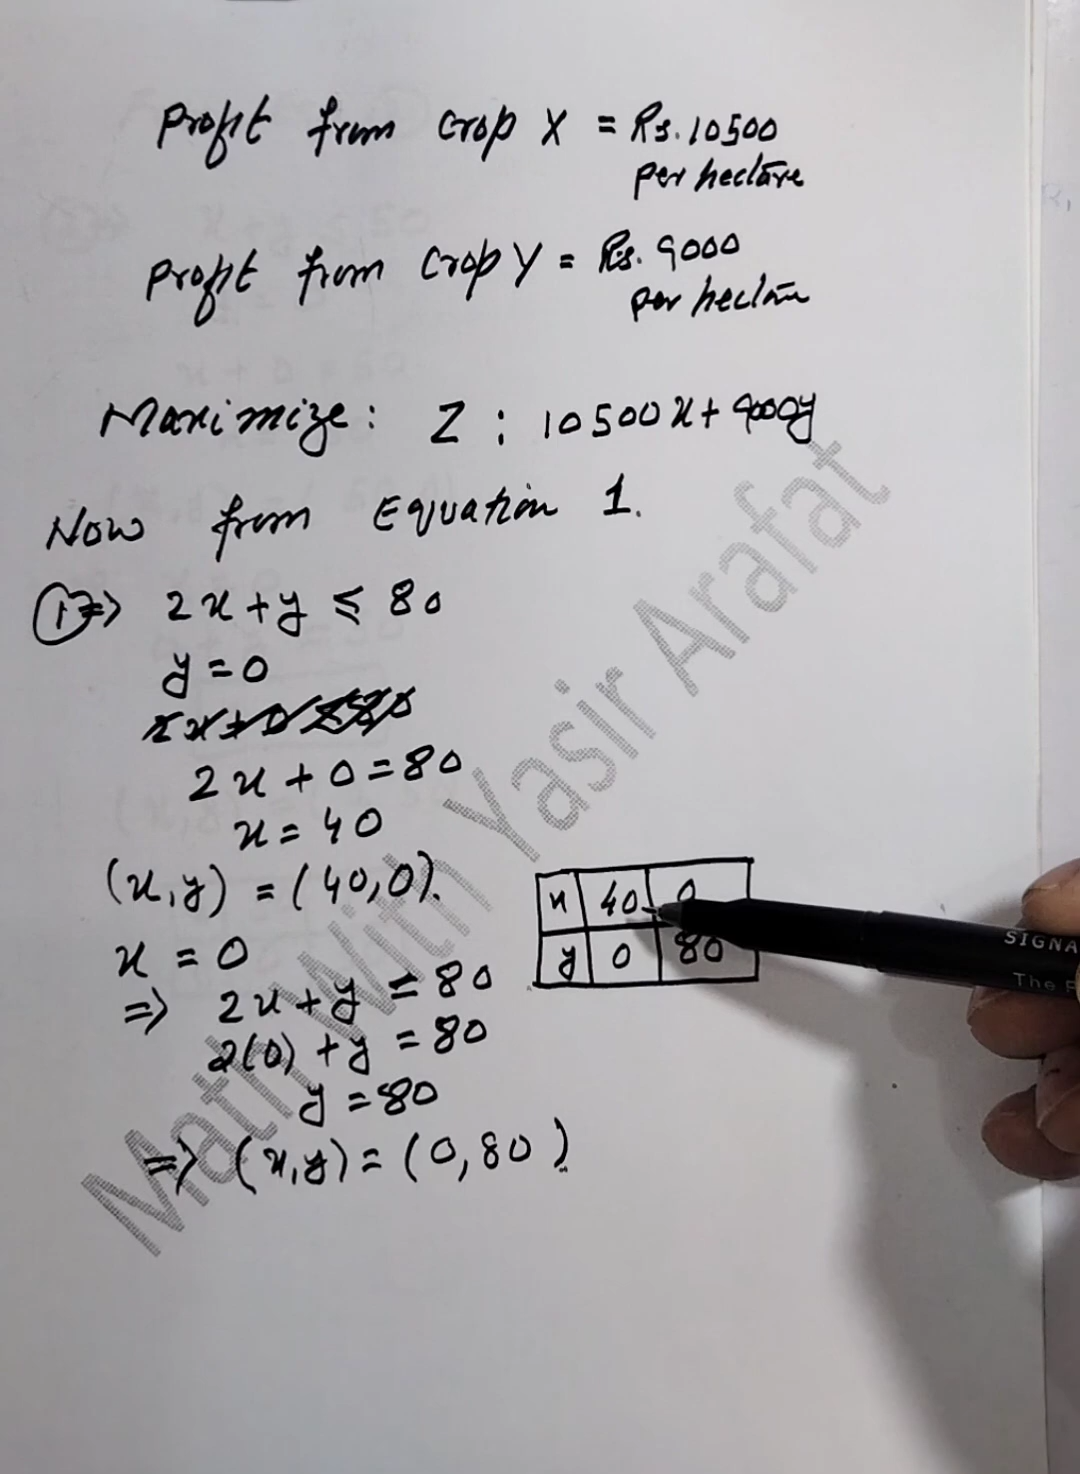 Profit from crop X = Rs. 10500
per hectare
Profit from crop Y = Rs. 9000
per hectare
Maximize: Z : 10500x + 9000y
Now from Equation 1.
1 => 2x + y ≤ 80
y = 0
2x + 0 = 80
x = 40
(x,y) = (40,0).
x 40 0
y 0 80
x = 0
=> 2x + y = 80
2(0) + y = 80
y = 80
=> (x,y) = (0,80)
Math With Yasir Arafat
SIGNA
The